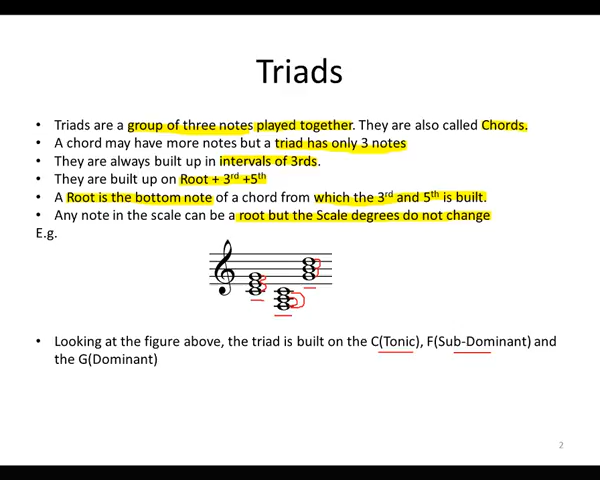 Triads
• Triads are a group of three notes played together. They are also called Chords.
• A chord may have more notes but a triad has only 3 notes
• They are always built up in intervals of 3rds.
• They are built up on Root + 3rd +5th
• A Root is the bottom note of a chord from which the 3rd and 5th is built.
• Any note in the scale can be a root but the Scale degrees do not change
E.g.
• Looking at the figure above, the triad is built on the C(Tonic), F(Sub-Dominant) and
the G(Dominant)
2